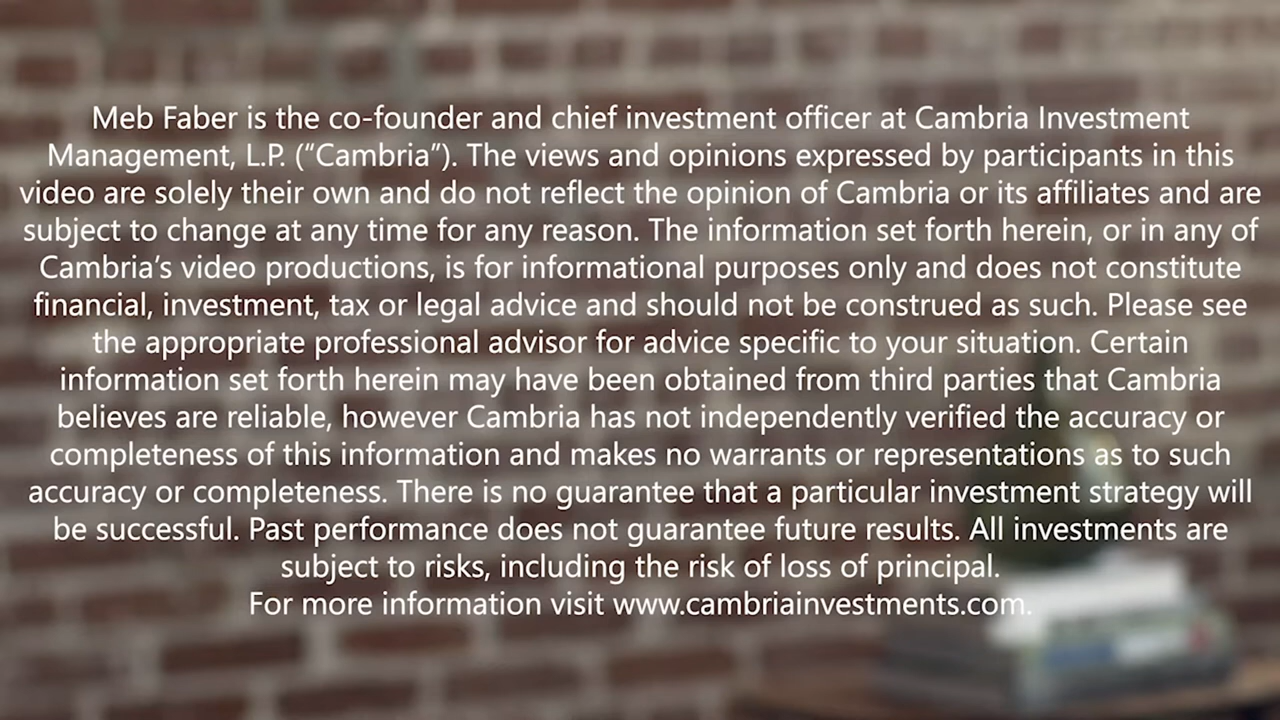 Meb Faber is the co-founder and chief investment officer at Cambria Investment
Management, L.P. (“Cambria”). The views and opinions expressed by participants in this
video are solely their own and do not reflect the opinion of Cambria or its affiliates and are
subject to change at any time for any reason. The information set forth herein, or in any of
Cambria’s video productions, is for informational purposes only and does not constitute
financial, investment, tax or legal advice and should not be construed as such. Please see
the appropriate professional advisor for advice specific to your situation. Certain
information set forth herein may have been obtained from third parties that Cambria
believes are reliable, however Cambria has not independently verified the accuracy or
completeness of this information and makes no warrants or representations as to such
accuracy or completeness. There is no guarantee that a particular investment strategy will
be successful. Past performance does not guarantee future results. All investments are
subject to risks, including the risk of loss of principal.
For more information visit www.cambriainvestments.com.